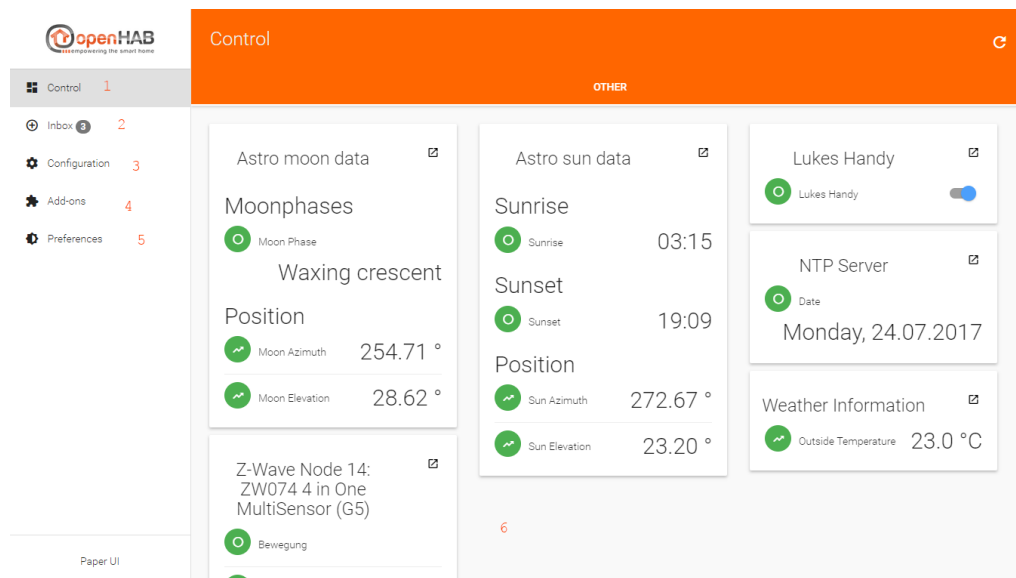 openHAB
empowering the smart home
Control 1
Inbox 3 2
Configuration 3
Add-ons 4
Preferences 5
Paper UI
Control
OTHER
Astro moon data
Moonphases
Moon Phase
Waxing crescent
Position
Moon Azimuth 254.71 °
Moon Elevation 28.62 °
Z-Wave Node 14:
ZW074 4 in One
MultiSensor (G5)
Bewegung
Astro sun data
Sunrise
Sunrise 03:15
Sunset
Sunset 19:09
Position
Sun Azimuth 272.67 °
Sun Elevation 23.20 °
6
Lukes Handy
Lukes Handy
NTP Server
Date
Monday, 24.07.2017
Weather Information
Outside Temperature 23.0 °C